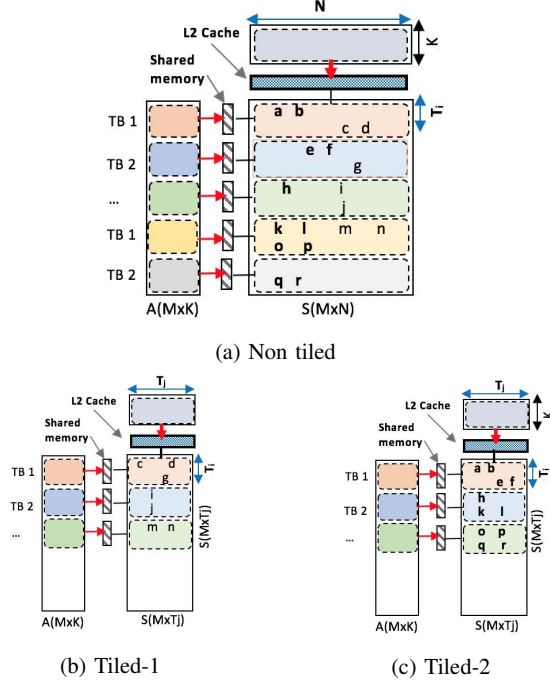 N
K
L2 Cache
Shared
memory
a b
c d
Ti
TB 1
e f
g
TB 2
h i
j
...
k l m n
o p
TB 1
q r
TB 2
A(MxK)
S(MxN)
(a) Non tiled
Tj
L2 Cache
Shared
memory
TB 1
c d
g
Ti
TB 2
i
j
...
m n
S(MxTj)
A(MxK)
S(MxTj)
(b) Tiled-1
Tj
K
L2 Cache
Shared
memory
TB 1
a b
e f
Ti
TB 2
h
k l
...
o p
q r
S(MxTj)
A(MxK)
S(MxTj)
(c) Tiled-2